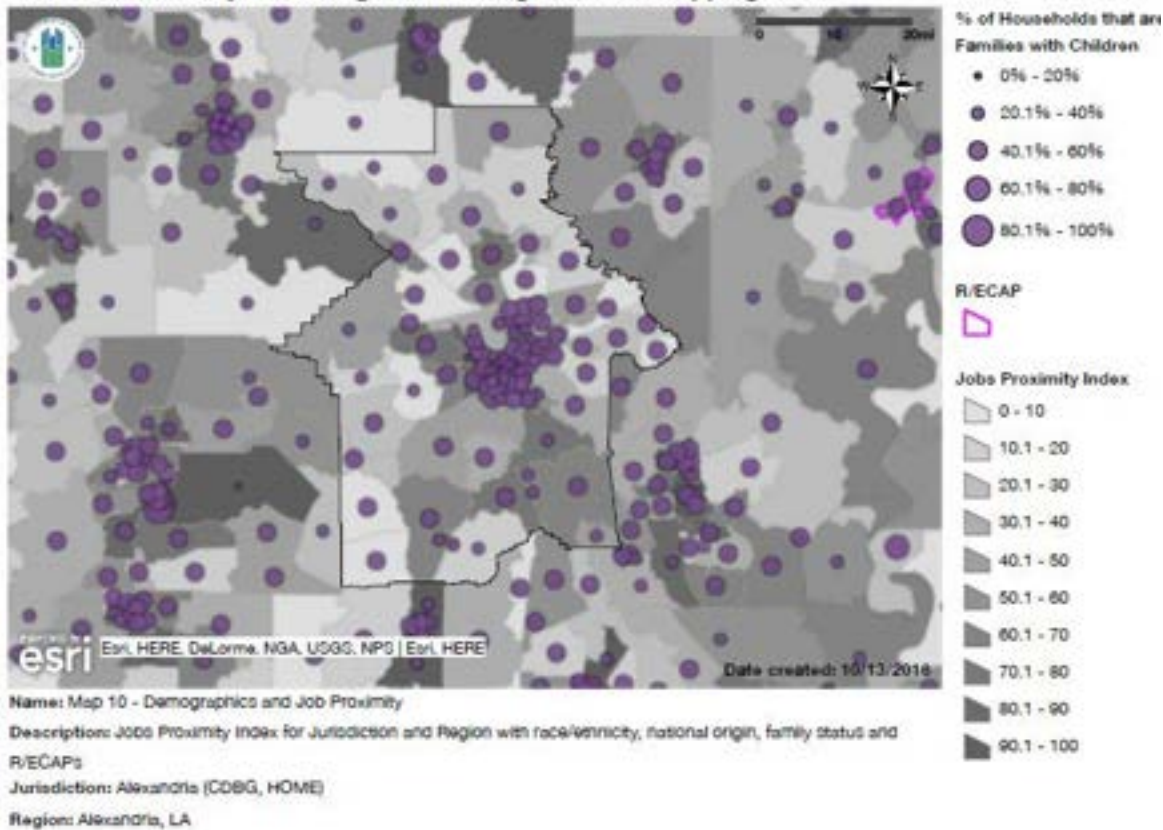 % of Households that are
Families with Children
0% - 20%
20.1% - 40%
40.1% - 60%
60.1% - 80%
80.1% - 100%
R/ECAP
Jobs Proximity Index
0 - 10
10.1 - 20
20.1 - 30
30.1 - 40
40.1 - 50
50.1 - 60
60.1 - 70
70.1 - 80
80.1 - 90
90.1 - 100
0 10 20mi
N
W E
S
esri
Esri, HERE, DeLorme, NGA, USGS, NPS | Esri, HERE
Date created: 10/13/2016
Name: Map 10 - Demographics and Job Proximity
Description: Jobs Proximity Index for Jurisdiction and Region with race/ethnicity, national origin, family status and
R/ECAPs
Jurisdiction: Alexandria (CDBG, HOME)
Region: Alexandria, LA